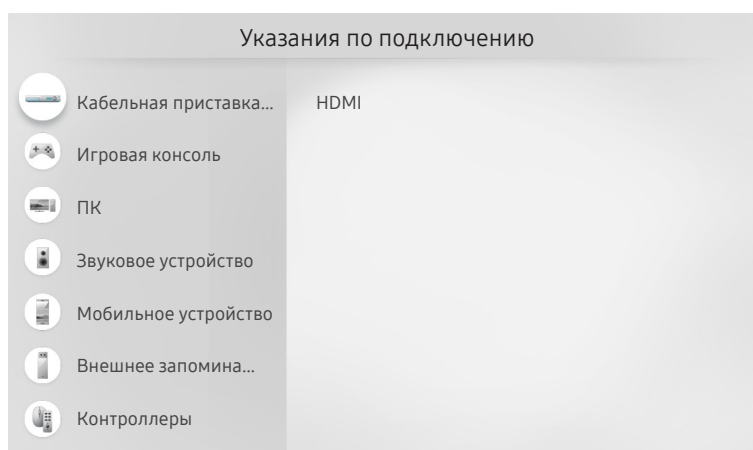 Указания по подключению
Кабельная приставка...
HDMI
Игровая консоль
ПК
Звуковое устройство
Мобильное устройство
Внешнее запомина...
Контроллеры